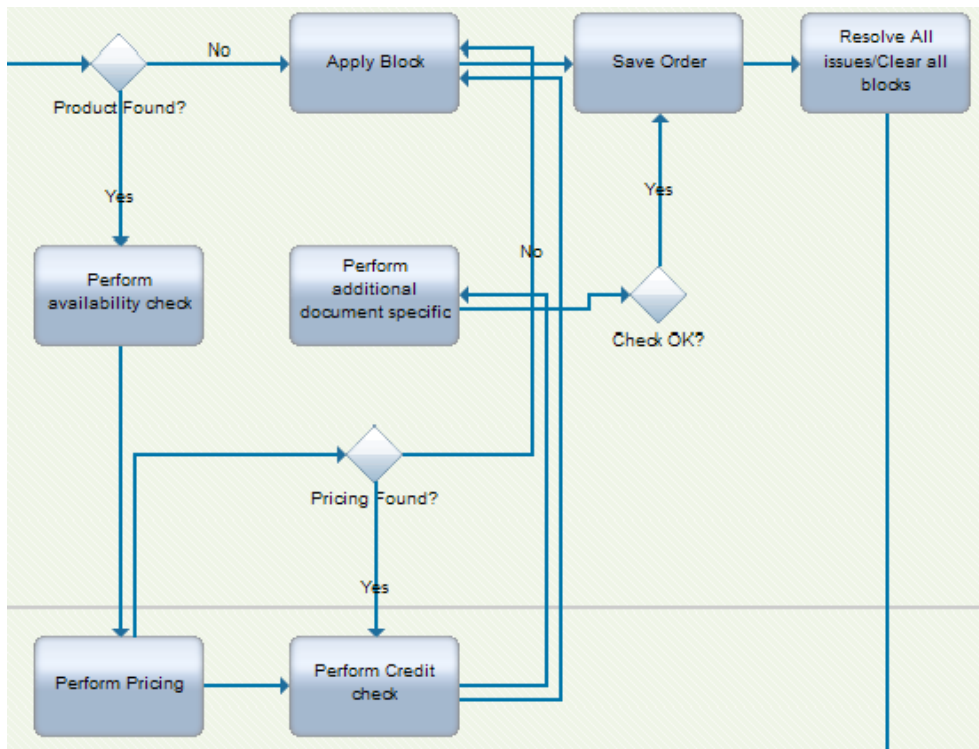 No
Apply Block
Save Order
Resolve All
issues/Clear all
blocks
Product Found?
Yes
Yes
No
Perform
availability check
Perform
additional
document specific
Check OK?
Pricing Found?
Yes
Perform Pricing
Perform Credit
check